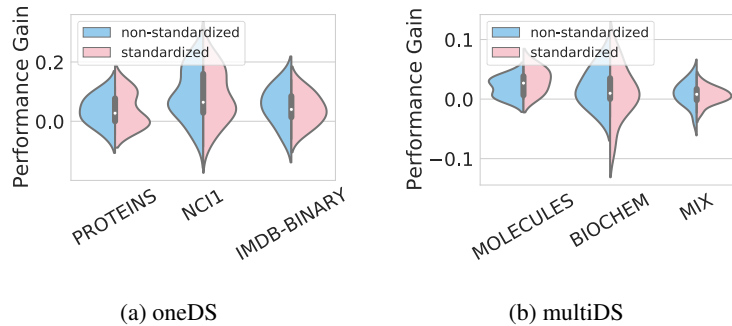 non-standardized
standardized
Performance Gain
0.2
0.0
PROTEINS
NCI1
IMDB-BINARY
(a) oneDS
non-standardized
standardized
Performance Gain
0.1
0.0
−0.1
MOLECULES
BIOCHEM
MIX
(b) multiDS